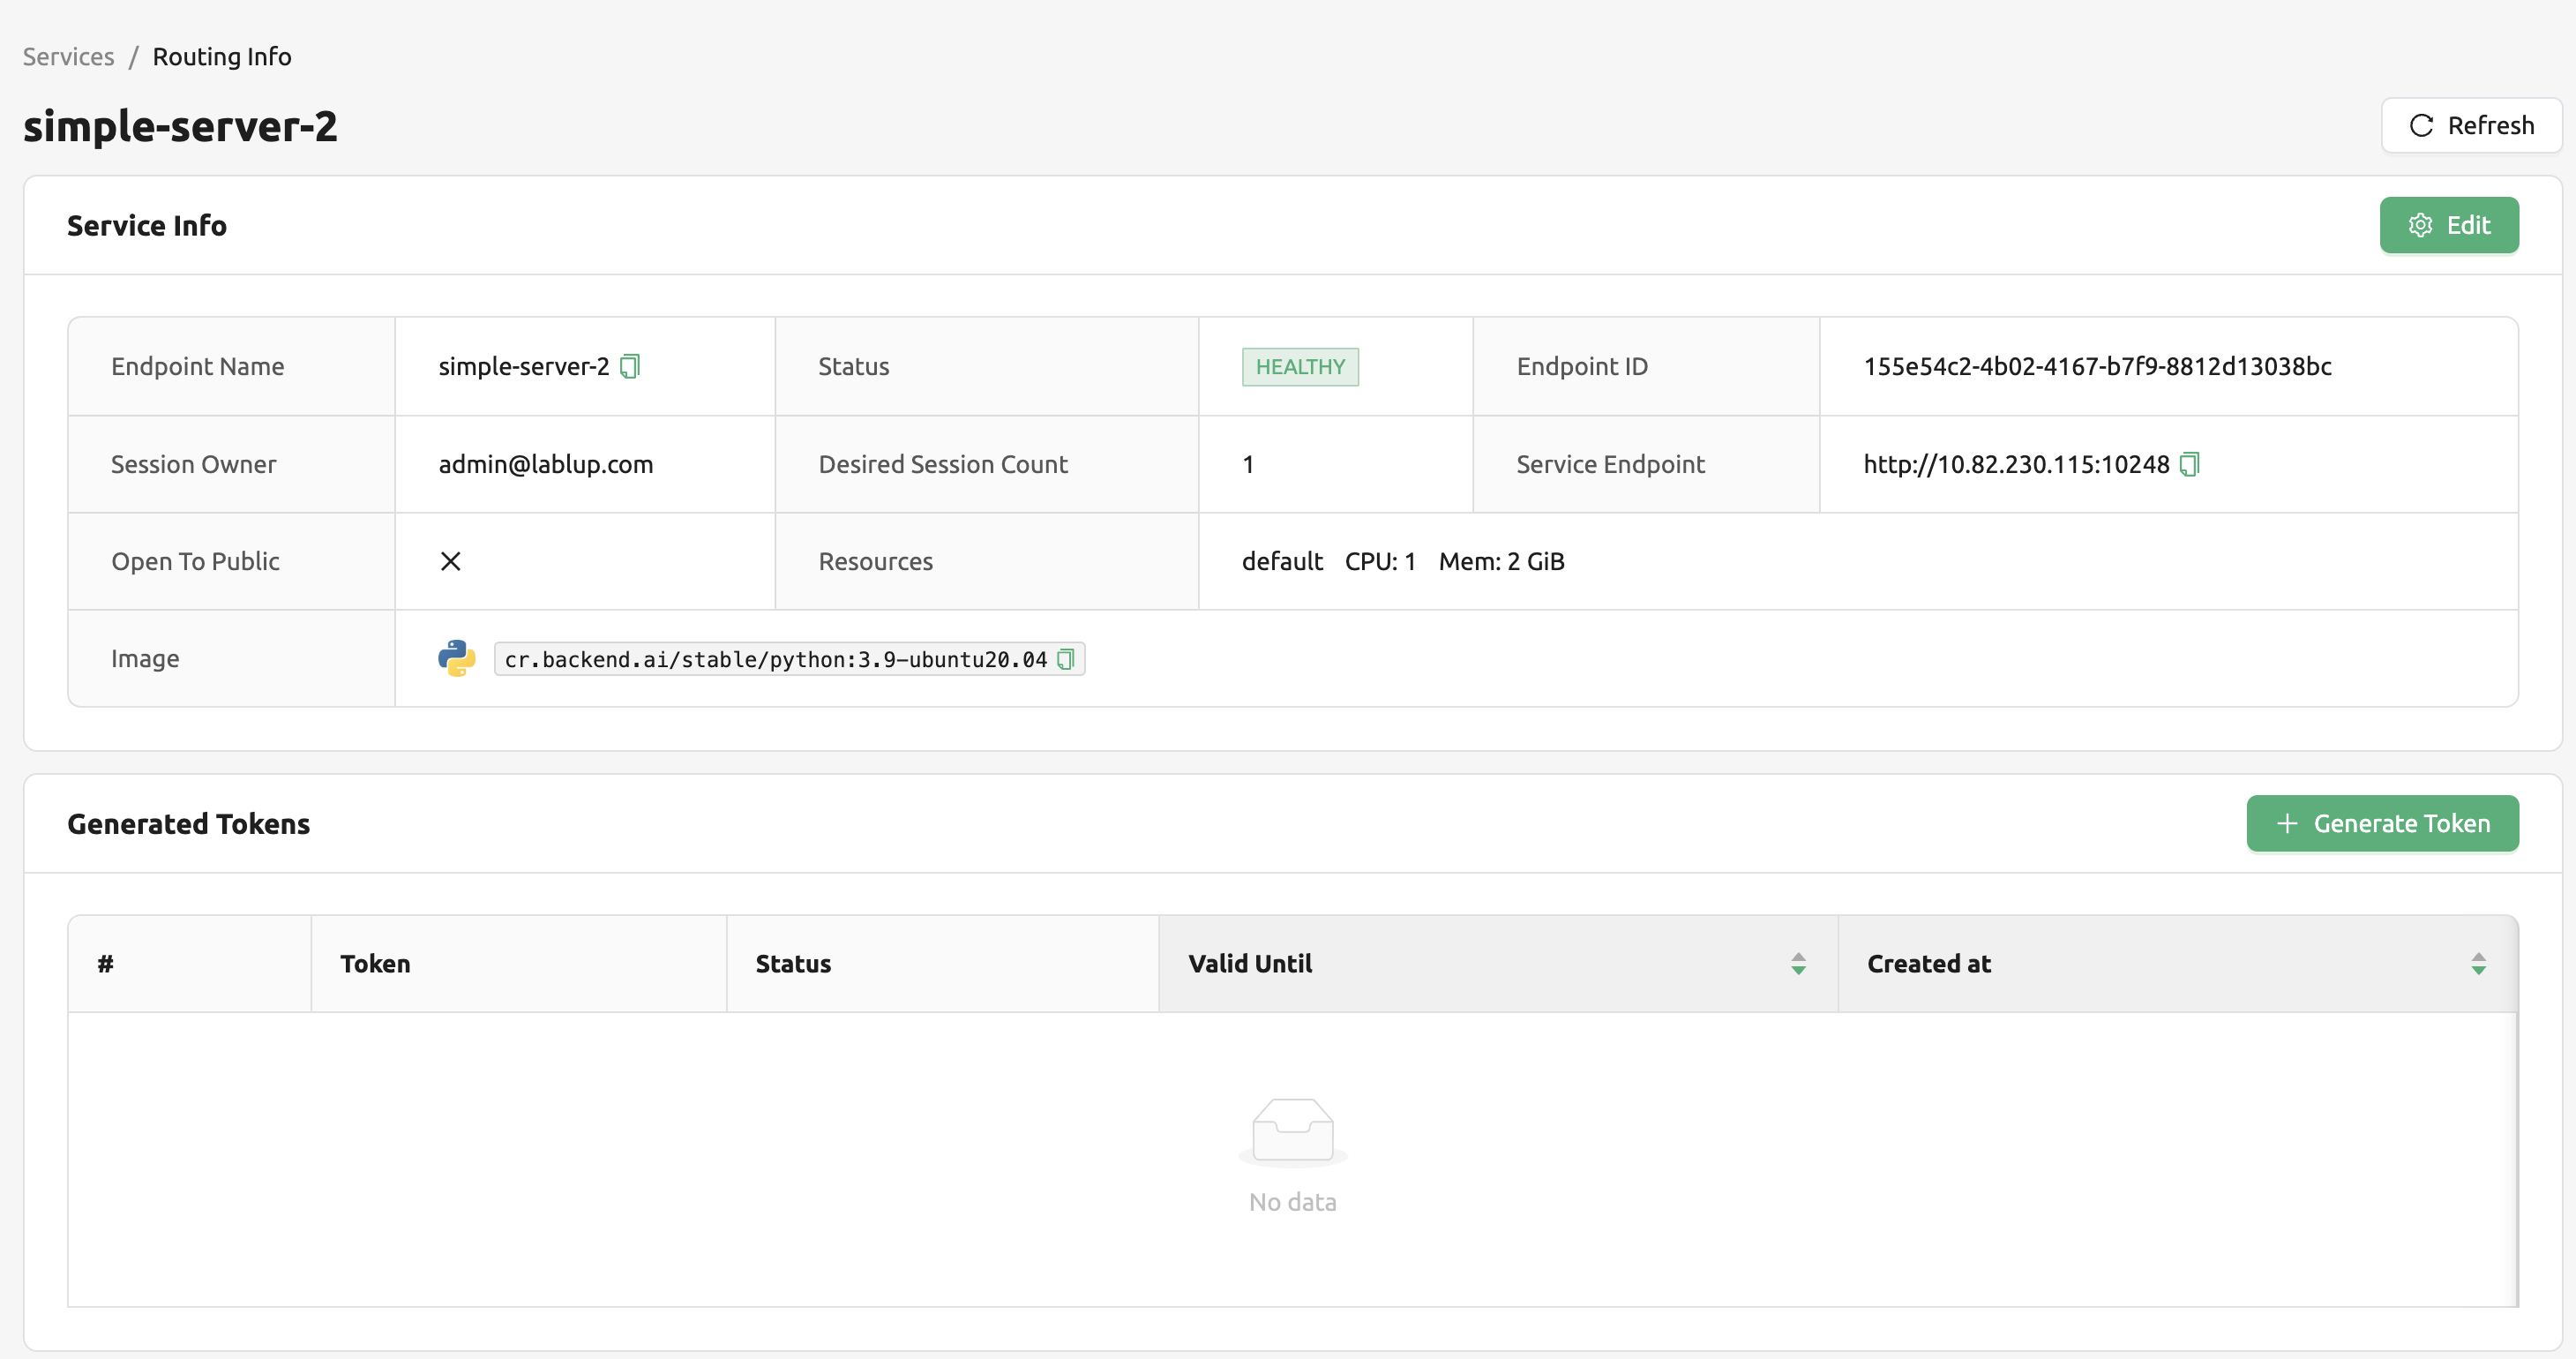 Services / Routing Info
simple-server-2
Refresh
Service Info
Edit
Endpoint Name simple-server-2 Status HEALTHY Endpoint ID 155e54c2-4b02-4167-b7f9-8812d13038bc
Session Owner admin@lablup.com Desired Session Count 1 Service Endpoint http://10.82.230.115:10248
Open To Public Resources default CPU: 1 Mem: 2 GiB
Image cr.backend.ai/stable/python:3.9-ubuntu20.04
Generated Tokens
Generate Token
# Token Status Valid Until Created at
No data